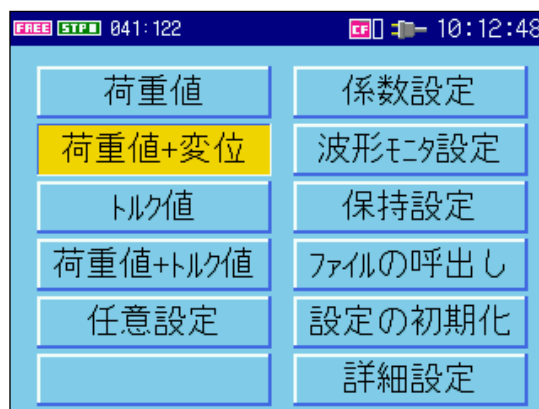 FREE STP 041:122 CF 10:12:48
荷重値
荷重値+変位
トルク値
荷重値+トルク値
任意設定
係数設定
波形モニタ設定
保持設定
ファイルの呼出し
設定の初期化
詳細設定